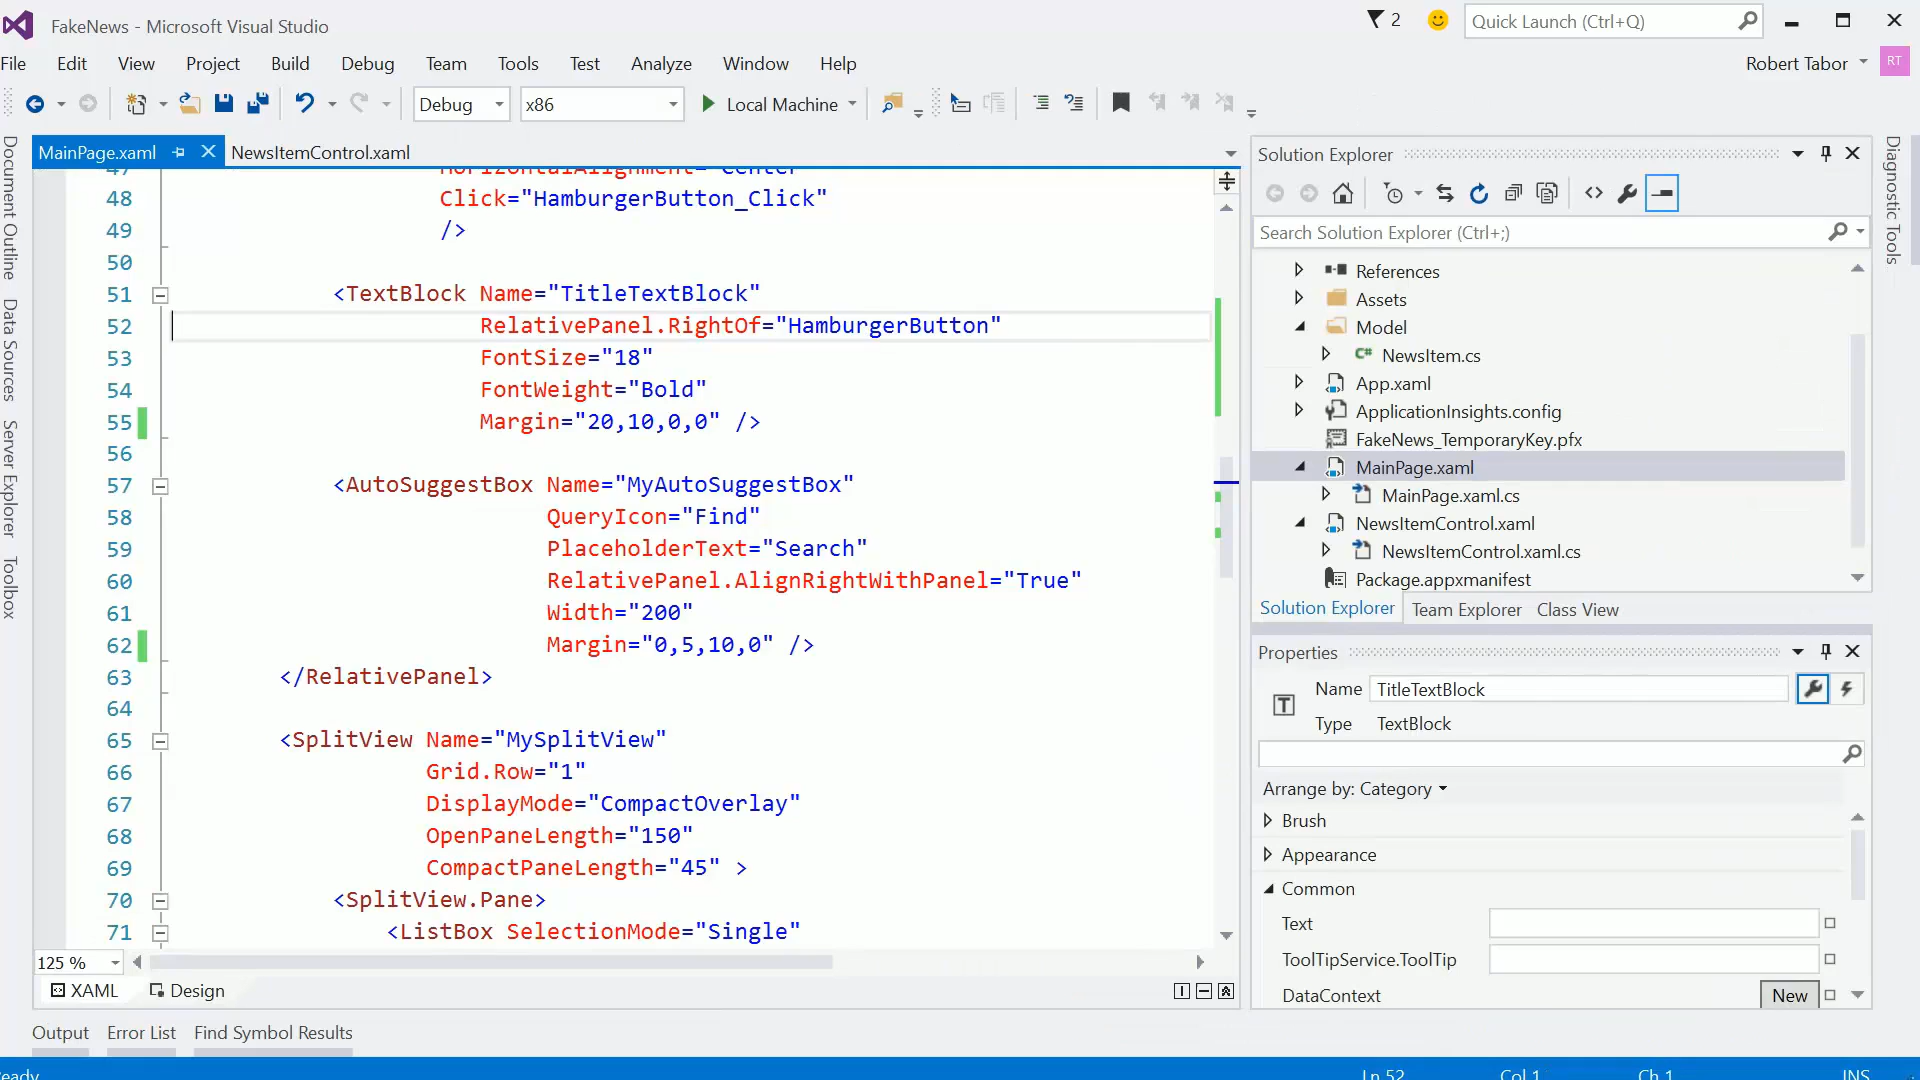 FakeNews - Microsoft Visual Studio
2
Quick Launch (Ctrl+Q)
File Edit View Project Build Debug Team Tools Test Analyze Window Help
Robert Tabor
RT
Debug x86 Local Machine
MainPage.xaml NewsItemControl.xaml
48 Click="HamburgerButton_Click"
49 />
50
51 <TextBlock Name="TitleTextBlock"
52 RelativePanel.RightOf="HamburgerButton"
53 FontSize="18"
54 FontWeight="Bold"
55 Margin="20,10,0,0" />
56
57 <AutoSuggestBox Name="MyAutoSuggestBox"
58 QueryIcon="Find"
59 PlaceholderText="Search"
60 RelativePanel.AlignRightWithPanel="True"
61 Width="200"
62 Margin="0,5,10,0" />
63 </RelativePanel>
64
65 <SplitView Name="MySplitView"
66 Grid.Row="1"
67 DisplayMode="CompactOverlay"
68 OpenPaneLength="150"
69 CompactPaneLength="45" >
70 <SplitView.Pane>
71 <ListBox SelectionMode="Single"
125 %
XAML Design
Output Error List Find Symbol Results
Document Outline
Data Sources
Server Explorer
Toolbox
Solution Explorer
Search Solution Explorer (Ctrl+;)
References
Assets
Model
C# NewsItem.cs
App.xaml
ApplicationInsights.config
FakeNews_TemporaryKey.pfx
MainPage.xaml
MainPage.xaml.cs
NewsItemControl.xaml
NewsItemControl.xaml.cs
Package.appxmanifest
Solution Explorer Team Explorer Class View
Properties
Name TitleTextBlock
Type TextBlock
Arrange by: Category
Brush
Appearance
Common
Text
ToolTipService.ToolTip
DataContext New
Diagnostic Tools
Ln 52 Col 1 Ch 1 INS